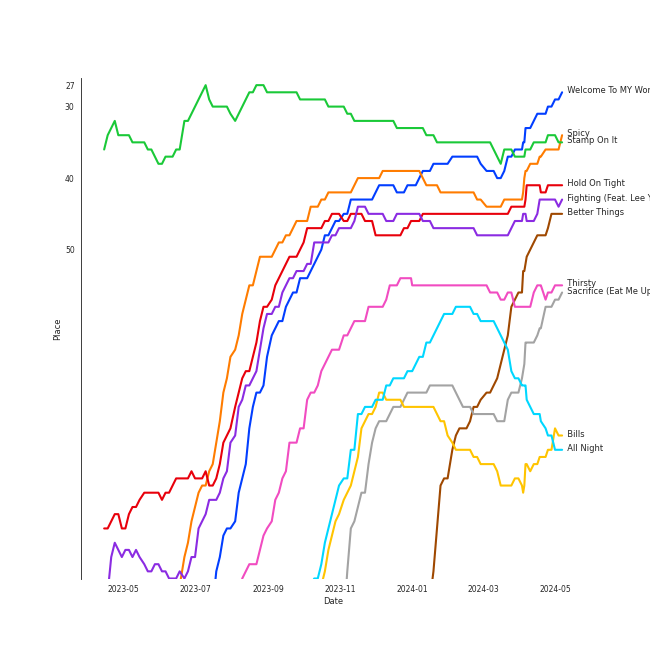 27
Welcome To MY Wor
30
Spicy
Stamp On It
40
Hold On Tight
Fighting (Feat. Lee Y
Better Things
50
Thirsty
Sacrifice (Eat Me Up
Place
Bills
All Night
2023-05 2023-07 2023-09 2023-11 2024-01 2024-03 2024-05
Date